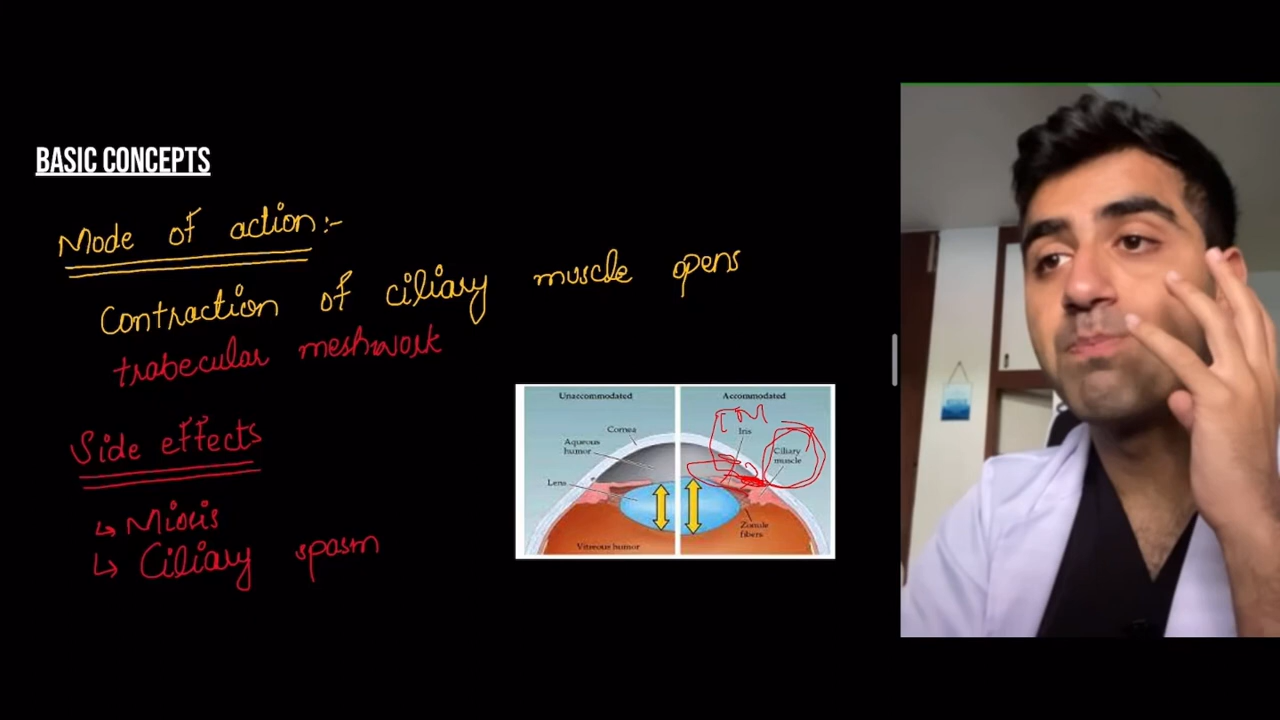 BASIC CONCEPTS
Mode of action:-
Contraction of ciliary muscle opens
trabecular meshwork
Side effects
↳ Miosis
↳ Ciliary spasm
Unaccommodated
Accommodated
Cornea
Aqueous
humor
Lens
Vitreous humor
Iris
Ciliary
muscle
Zonule
fibers